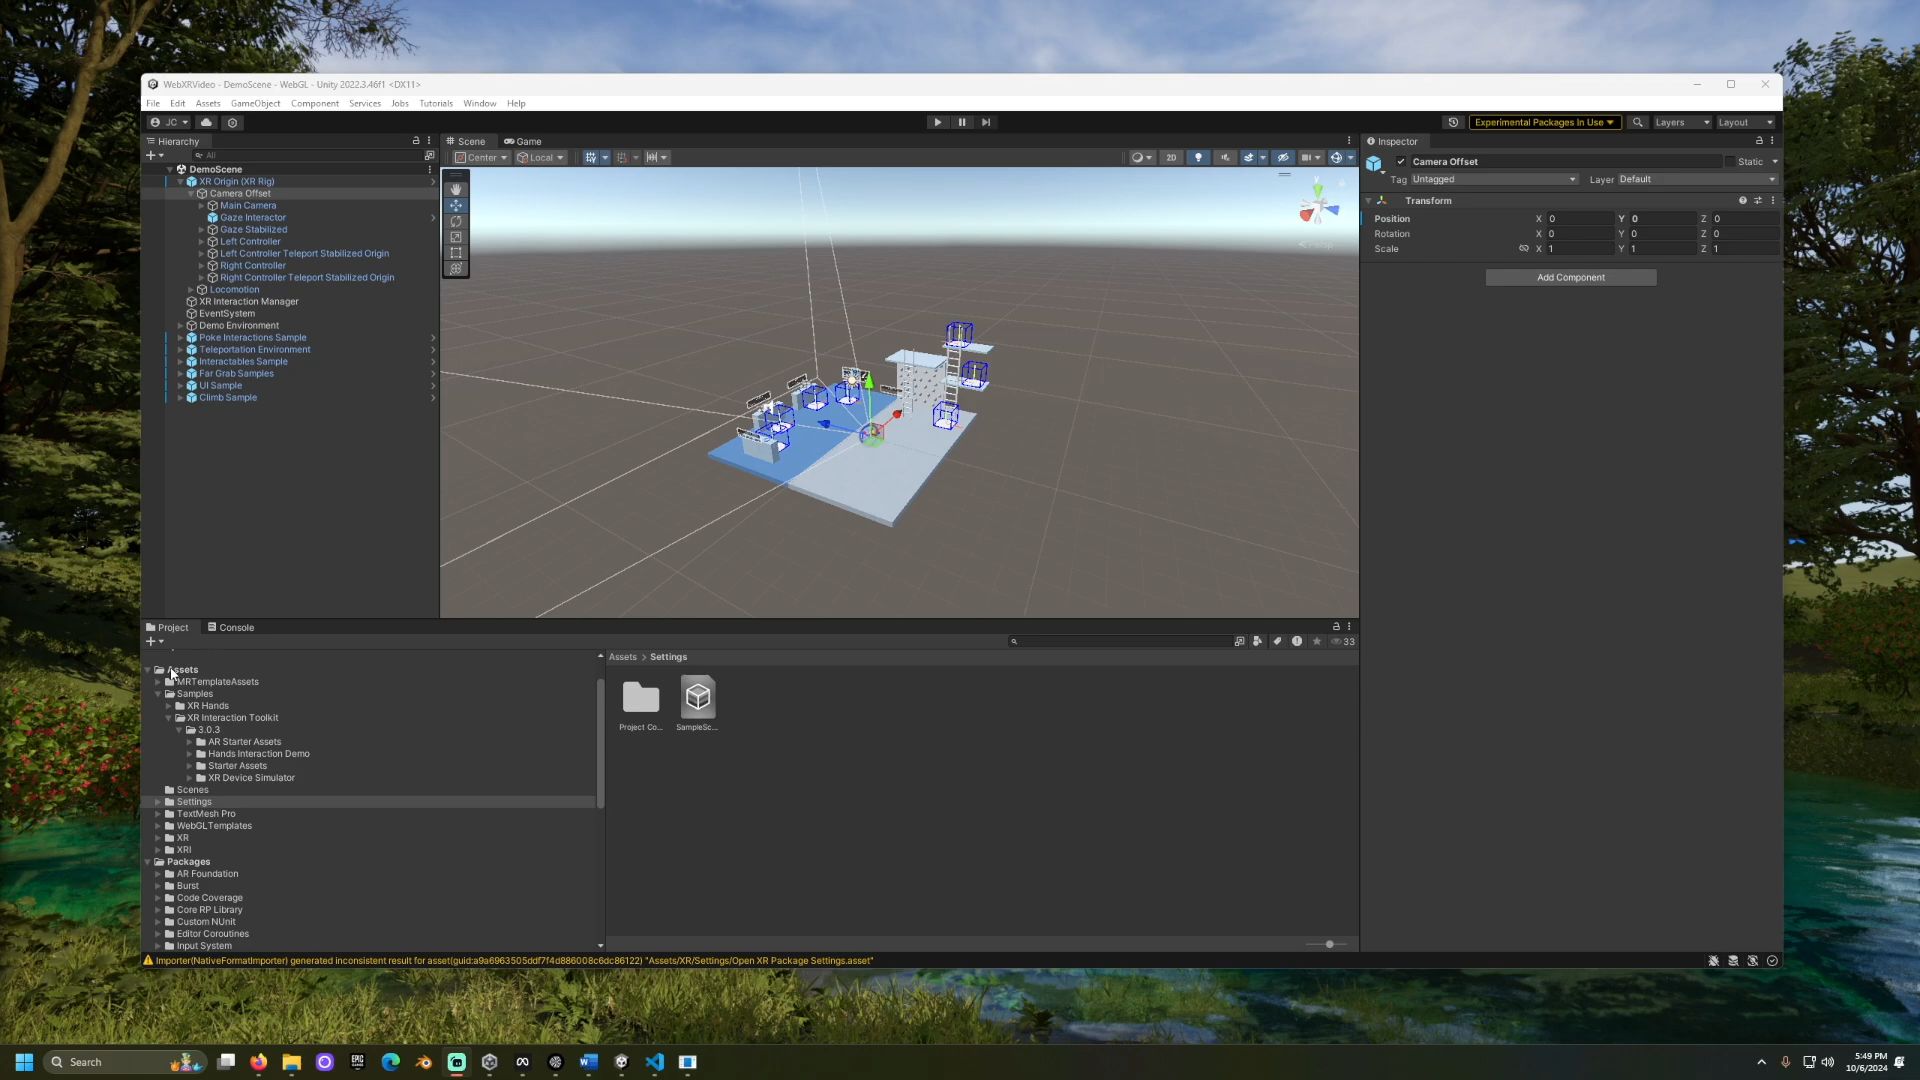 WebXRVideo - DemoScene - WebGL - Unity 2022.3.46f1 <DX11>
File Edit Assets GameObject Component Services Jobs Tutorials Window Help
JC
Experimental Packages In Use
Layers
Layout
Hierarchy
Scene
Game
Inspector
All
Center
Local
2D
Camera Offset
Static
Tag Untagged
Layer Default
DemoScene
XR Origin (XR Rig)
Camera Offset
Main Camera
Gaze Interactor
Gaze Stabilized
Left Controller
Left Controller Teleport Stabilized Origin
Right Controller
Right Controller Teleport Stabilized Origin
Locomotion
XR Interaction Manager
EventSystem
Demo Environment
Poke Interactions Sample
Teleportation Environment
Interactables Sample
Far Grab Samples
UI Sample
Climb Sample
y
Persp
Transform
Position X 0 Y 0 Z 0
Rotation X 0 Y 0 Z 0
Scale X 1 Y 1 Z 1
Add Component
Project
Console
33
Assets
MRTemplateAssets
Samples
XR Hands
XR Interaction Toolkit
3.0.3
AR Starter Assets
Hands Interaction Demo
Starter Assets
XR Device Simulator
Scenes
Settings
TextMesh Pro
WebGLTemplates
XR
XRI
Packages
AR Foundation
Burst
Code Coverage
Core RP Library
Custom NUnit
Editor Coroutines
Input System
Assets > Settings
Project Co...
SampleSc...
Importer(NativeFormatImporter) generated inconsistent result for asset(guid:a9a6963505ddf7f4d886008c6dc86122) "Assets/XR/Settings/Open XR Package Settings.asset"
Search
EPIC
5:49 PM
10/6/2024